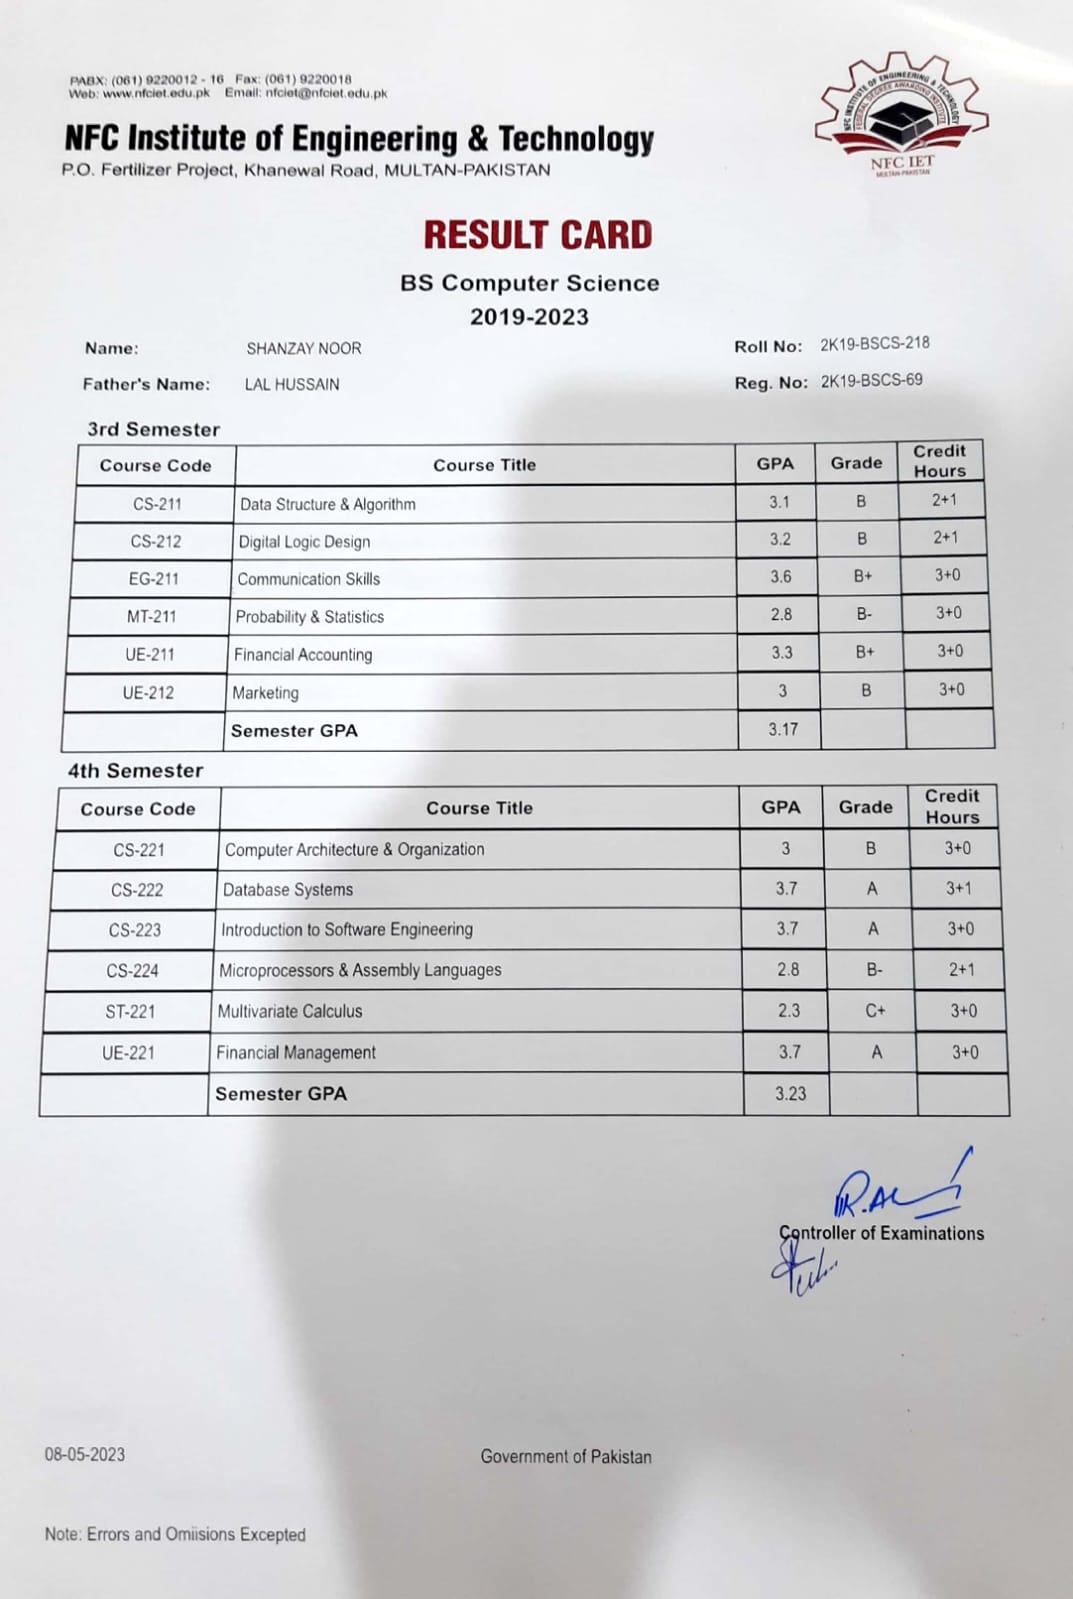 PABX: (061) 9220012 - 16 Fax: (061) 9220018
Web: www.nfciet.edu.pk Email: nfciet@nfciet.edu.pk
NFC Institute of Engineering & Technology
P.O. Fertilizer Project, Khanewal Road, MULTAN-PAKISTAN
NFC INSTITUTE OF ENGINEERING & TECHNOLOGY
FEDERAL DEGREE AWARDING INSTITUTE
NFC IET
MULTAN-PAKISTAN
RESULT CARD
BS Computer Science
2019-2023
Name: SHANZAY NOOR Roll No: 2K19-BSCS-218
Father's Name: LAL HUSSAIN Reg. No: 2K19-BSCS-69
3rd Semester
Course Code Course Title GPA Grade Credit Hours
CS-211 Data Structure & Algorithm 3.1 B 2+1
CS-212 Digital Logic Design 3.2 B 2+1
EG-211 Communication Skills 3.6 B+ 3+0
MT-211 Probability & Statistics 2.8 B- 3+0
UE-211 Financial Accounting 3.3 B+ 3+0
UE-212 Marketing 3 B 3+0
Semester GPA 3.17
4th Semester
Course Code Course Title GPA Grade Credit Hours
CS-221 Computer Architecture & Organization 3 B 3+0
CS-222 Database Systems 3.7 A 3+1
CS-223 Introduction to Software Engineering 3.7 A 3+0
CS-224 Microprocessors & Assembly Languages 2.8 B- 2+1
ST-221 Multivariate Calculus 2.3 C+ 3+0
UE-221 Financial Management 3.7 A 3+0
Semester GPA 3.23
Controller of Examinations
08-05-2023 Government of Pakistan
Note: Errors and Omiisions Excepted